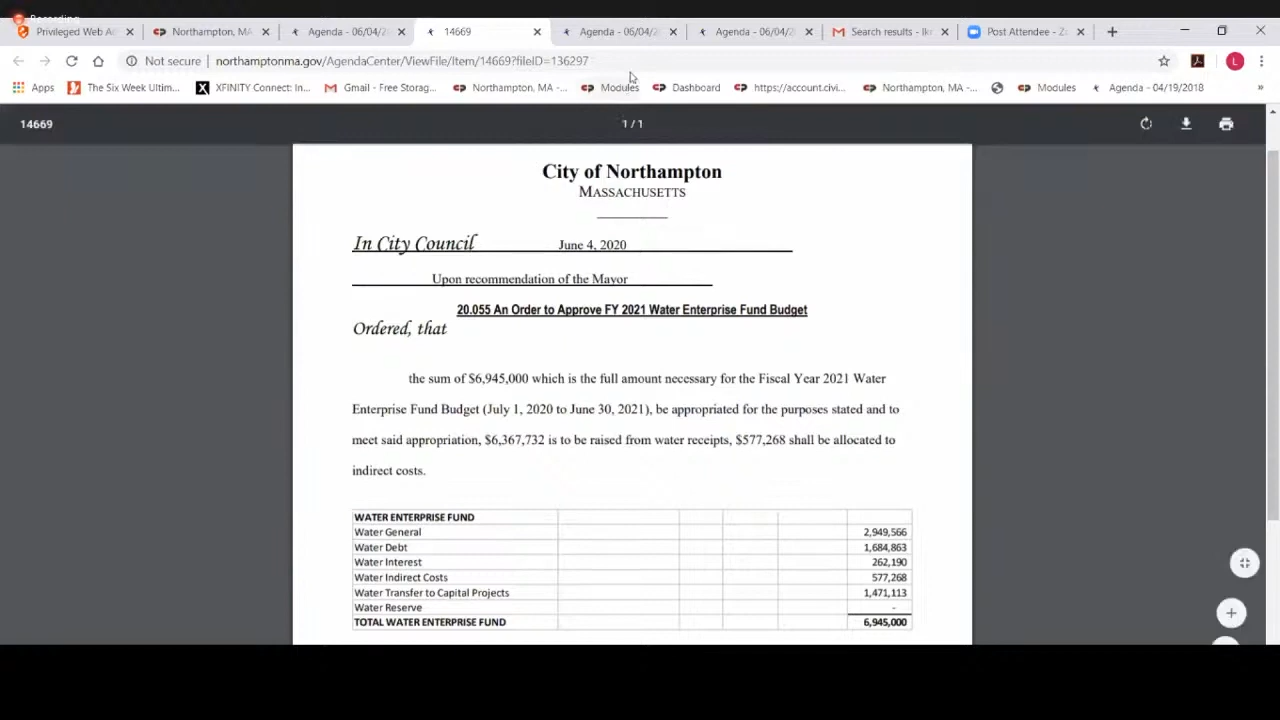 Recording
Privileged Web Ac
Northampton, MA
Agenda - 06/04/2
14669
Agenda - 06/04/2
Agenda - 06/04/2
Search results - lkr
Post Attendee - Z
Not secure | northamptonma.gov/AgendaCenter/ViewFile/Item/14669?fileID=136297
Apps
The Six Week Ultim...
XFINITY Connect: In...
Gmail - Free Storag...
Northampton, MA -...
Modules
Dashboard
https://account.civi...
Northampton, MA -...
Modules
Agenda - 04/19/2018
»
14669
1 / 1
City of Northampton
MASSACHUSETTS
In City Council June 4, 2020
Upon recommendation of the Mayor
20.055 An Order to Approve FY 2021 Water Enterprise Fund Budget
Ordered, that
the sum of $6,945,000 which is the full amount necessary for the Fiscal Year 2021 Water
Enterprise Fund Budget (July 1, 2020 to June 30, 2021), be appropriated for the purposes stated and to
meet said appropriation, $6,367,732 is to be raised from water receipts, $577,268 shall be allocated to
indirect costs.
WATER ENTERPRISE FUND
Water General 2,949,566
Water Debt 1,684,863
Water Interest 262,190
Water Indirect Costs 577,268
Water Transfer to Capital Projects 1,471,113
Water Reserve -
TOTAL WATER ENTERPRISE FUND 6,945,000